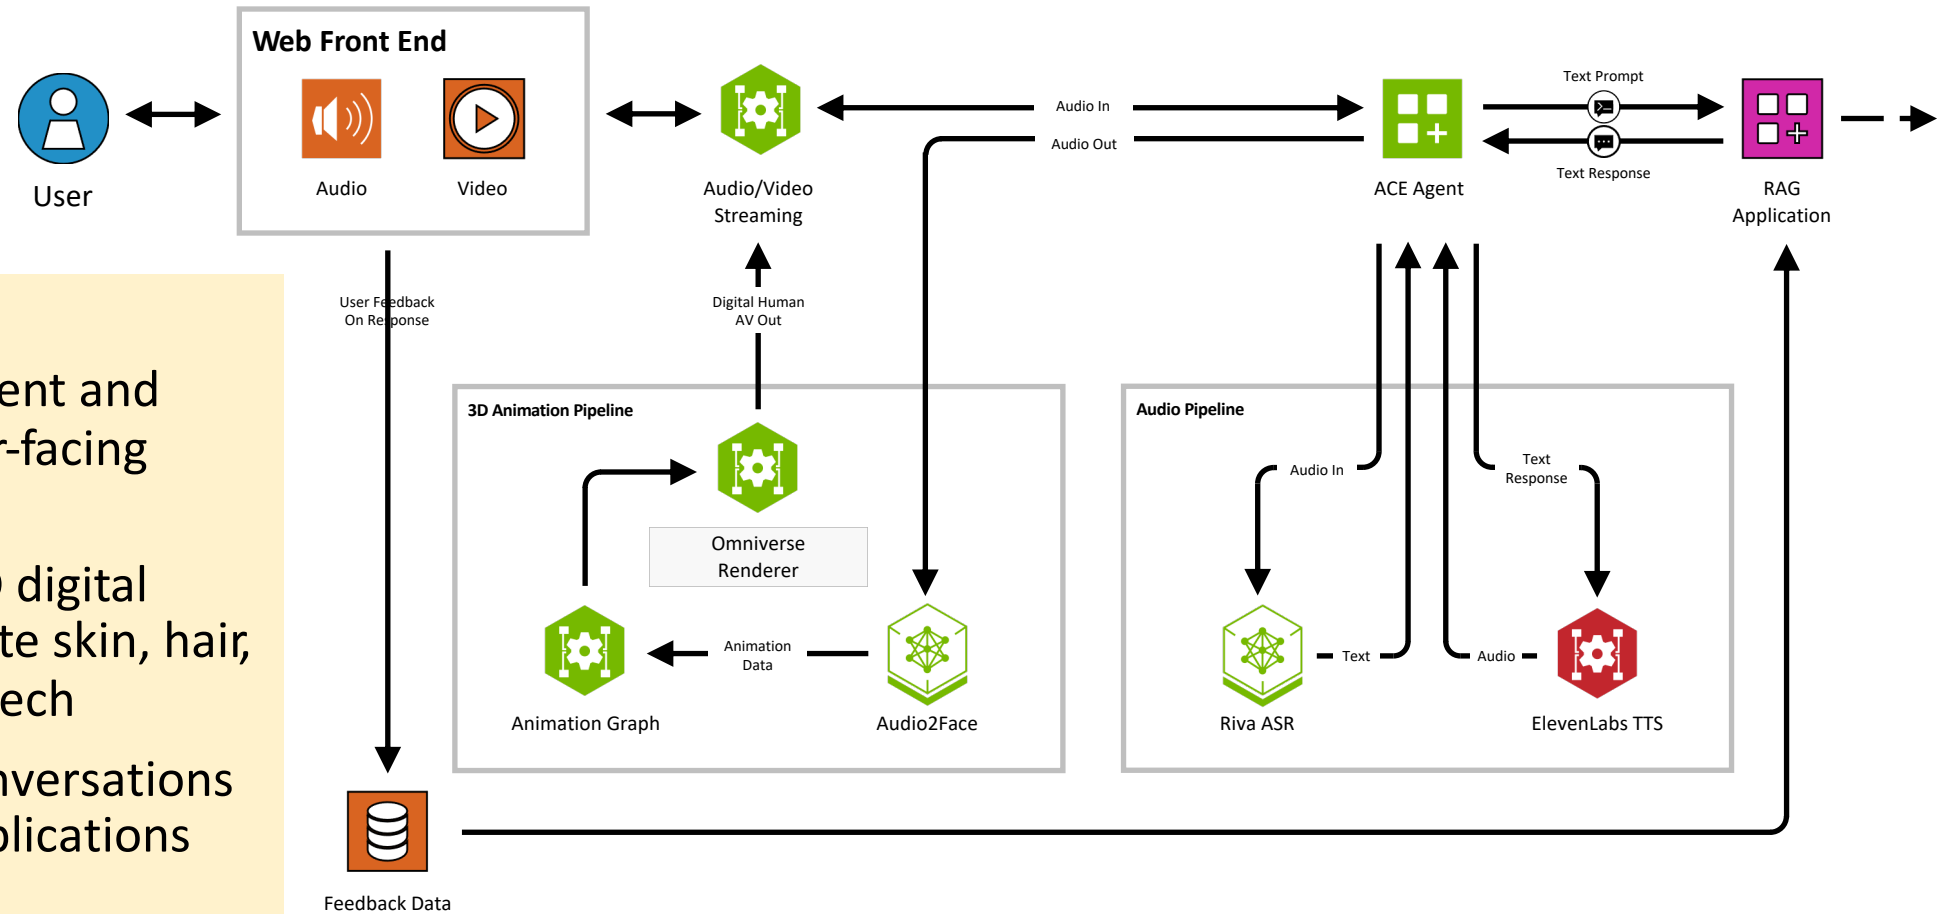 Web Front End
User
Audio
Video
Audio/Video
Streaming
Audio In
Audio Out
ACE Agent
Text Prompt
Text Response
RAG
Application
User Feedback
On Response
Digital Human
AV Out
ent and
r-facing
digital
te skin, hair,
ech
nversations
plications
3D Animation Pipeline
Omniverse
Renderer
Animation
Data
Animation Graph
Audio2Face
Audio Pipeline
Audio In
Text
Response
Text
Audio
Riva ASR
ElevenLabs TTS
Feedback Data